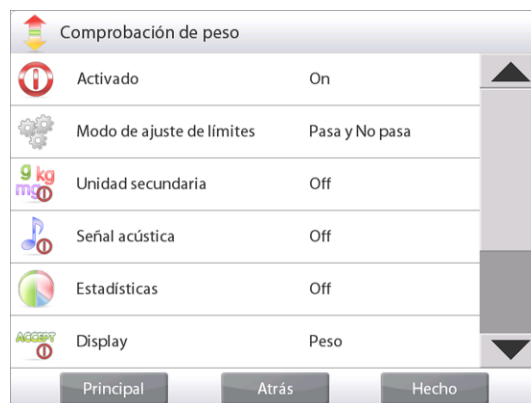 Comprobación de peso
Activado On
Modo de ajuste de límites Pasa y No pasa
g kg
mg
Unidad secundaria Off
Señal acústica Off
Estadísticas Off
ACCEPT
Display Peso
Principal Atrás Hecho